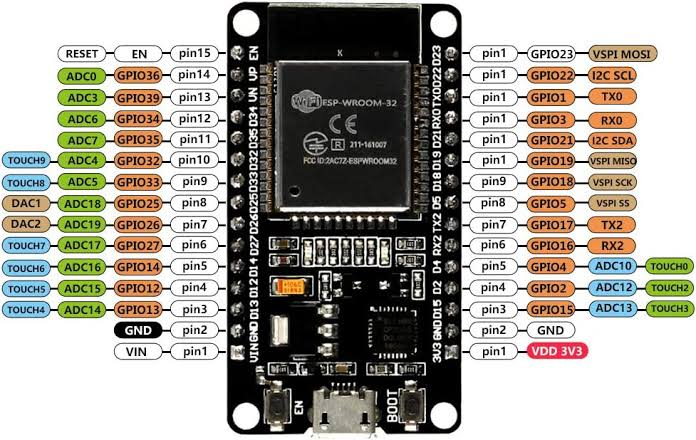 RESET EN pin15 EN D23 pin1 GPIO23 VSPI MOSI
ADC0 GPIO36 pin14 VP D22 pin1 GPIO22 I2C SCL
ADC3 GPIO39 pin13 VN TX0 pin1 GPIO1 TX0
ADC6 GPIO34 pin12 D34 RX0 pin1 GPIO3 RX0
ADC7 GPIO35 pin11 D35 D21 pin1 GPIO21 I2C SDA
TOUCH9 ADC4 GPIO32 pin10 D32 D19 pin1 GPIO19 VSPI MISO
TOUCH8 ADC5 GPIO33 pin9 D33 D18 pin9 GPIO18 VSPI SCK
DAC1 ADC18 GPIO25 pin8 D25 D5 pin8 GPIO5 VSPI SS
DAC2 ADC19 GPIO26 pin7 D26 TX2 pin7 GPIO17 TX2
TOUCH7 ADC17 GPIO27 pin6 D27 RX2 pin6 GPIO16 RX2
TOUCH6 ADC16 GPIO14 pin5 D14 D4 pin5 GPIO4 ADC10 TOUCH0
TOUCH5 ADC15 GPIO12 pin4 D12 D2 pin4 GPIO2 ADC12 TOUCH2
TOUCH4 ADC14 GPIO13 pin3 D13 D15 pin3 GPIO15 ADC13 TOUCH3
GND pin2 GND GND pin2 GND
VIN pin1 VIN 3V3 pin1 VDD 3V3
K
WiFi ESP-WROOM-32
CE
R 211-161007
FCC ID:2AC7Z-ESPWROOM32
EN
BOOT